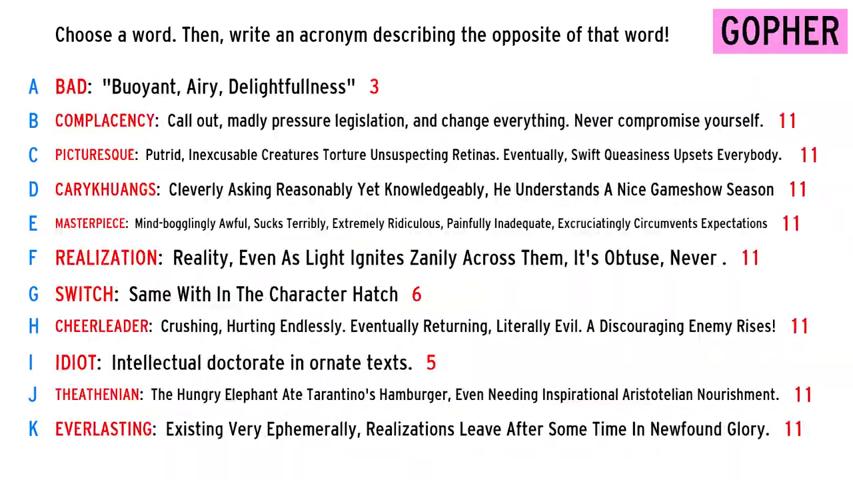 Choose a word. Then, write an acronym describing the opposite of that word!
GOPHER
A BAD: "Buoyant, Airy, Delightfullness" 3
B COMPLACENCY: Call out, madly pressure legislation, and change everything. Never compromise yourself. 11
C PICTURESQUE: Putrid, Inexcusable Creatures Torture Unsuspecting Retinas. Eventually, Swift Queasiness Upsets Everybody. 11
D CARYKHUANGS: Cleverly Asking Reasonably Yet Knowledgeably, He Understands A Nice Gameshow Season 11
E MASTERPIECE: Mind-bogglingly Awful, Sucks Terribly, Extremely Ridiculous, Painfully Inadequate, Excruciatingly Circumvents Expectations 11
F REALIZATION: Reality, Even As Light Ignites Zanily Across Them, It's Obtuse, Never . 11
G SWITCH: Same With In The Character Hatch 6
H CHEERLEADER: Crushing, Hurting Endlessly. Eventually Returning, Literally Evil. A Discouraging Enemy Rises! 11
I IDIOT: Intellectual doctorate in ornate texts. 5
J THEATHENIAN: The Hungry Elephant Ate Tarantino's Hamburger, Even Needing Inspirational Aristotelian Nourishment. 11
K EVERLASTING: Existing Very Ephemerally, Realizations Leave After Some Time In Newfound Glory. 11